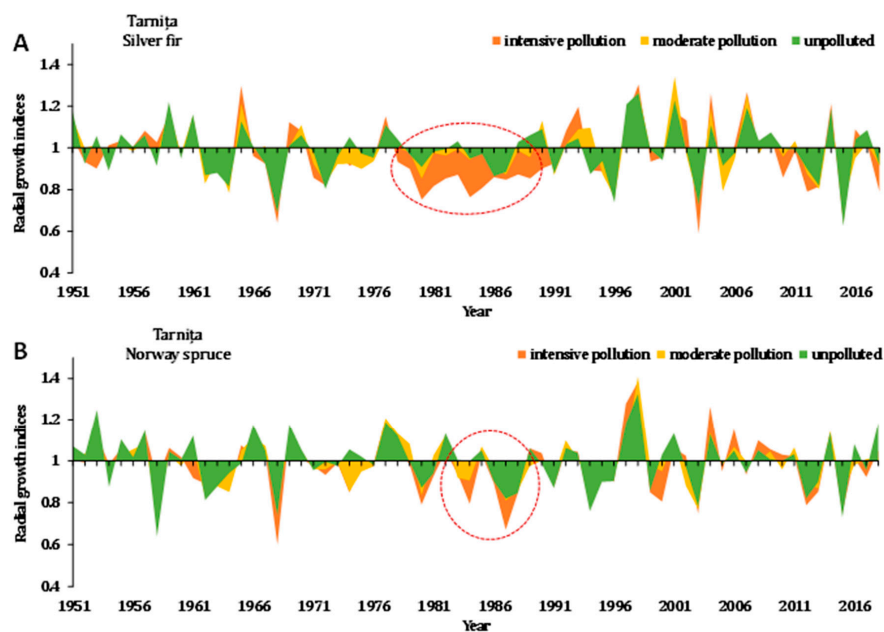 Tarnița
A
Silver fir
intensive pollution moderate pollution unpolluted
Radial growth indices
1.4
1.2
1
0.8
0.6
0.4
1951 1956 1961 1966 1971 1976 1981 1986 1991 1996 2001 2006 2011 2016
Year
Tarnița
B
Norway spruce
intensive pollution moderate pollution unpolluted
Radial growth indices
1.4
1.2
1
0.8
0.6
0.4
1951 1956 1961 1966 1971 1976 1981 1986 1991 1996 2001 2006 2011 2016
Year